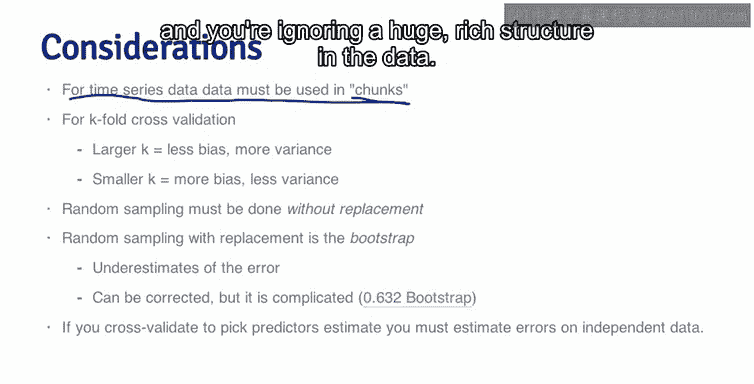 and you're ignoring a huge, rich structure
in the data.
Considerations
· For time series data data must be used in "chunks"
· For k-fold cross validation
- Larger k = less bias, more variance
- Smaller k = more bias, less variance
· Random sampling must be done without replacement
· Random sampling with replacement is the bootstrap
- Underestimates of the error
- Can be corrected, but it is complicated (0.632 Bootstrap)
· If you cross-validate to pick predictors estimate you must estimate errors on independent data.